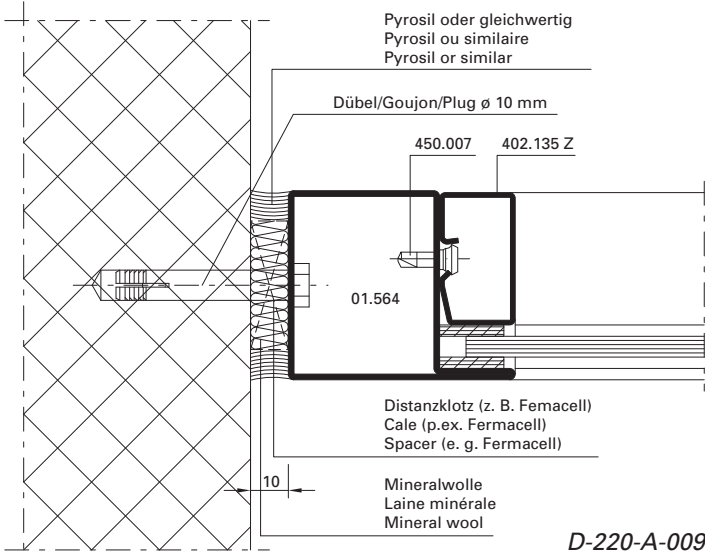 Pyrosil oder gleichwertig
Pyrosil ou similaire
Pyrosil or similar
Dübel/Goujon/Plug ø 10 mm
450.007
402.135 Z
01.564
Distanzklotz (z. B. Femacell)
Cale (p.ex. Fermacell)
Spacer (e. g. Fermacell)
10
Mineralwolle
Laine minérale
Mineral wool
D-220-A-009